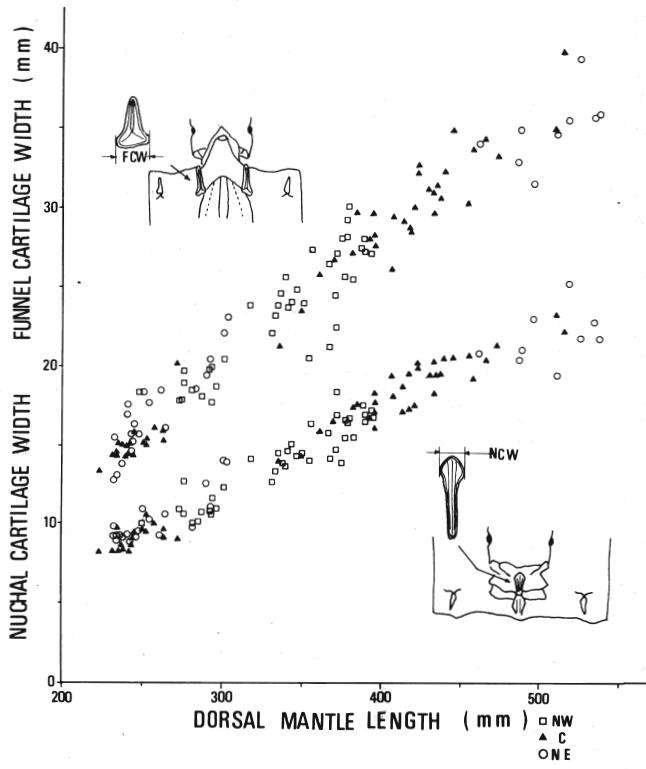 FUNNEL CARTILAGE WIDTH (mm)
NUCHAL CARTILAGE WIDTH
40
30
20
10
0
FCW
NCW
200
300
400
500
DORSAL MANTLE LENGTH (mm)
□ NW
▲ C
○ NE